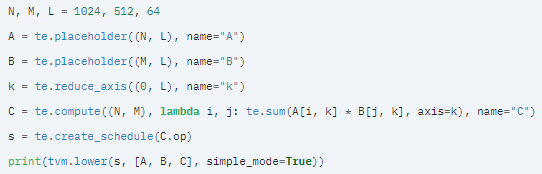 N, M, L = 1024, 512, 64
A = te.placeholder((N, L), name="A")
B = te.placeholder((M, L), name="B")
k = te.reduce_axis((0, L), name="k")
C = te.compute((N, M), lambda i, j: te.sum(A[i, k] * B[j, k], axis=k), name="C")
s = te.create_schedule(C.op)
print(tvm.lower(s, [A, B, C], simple_mode=True))